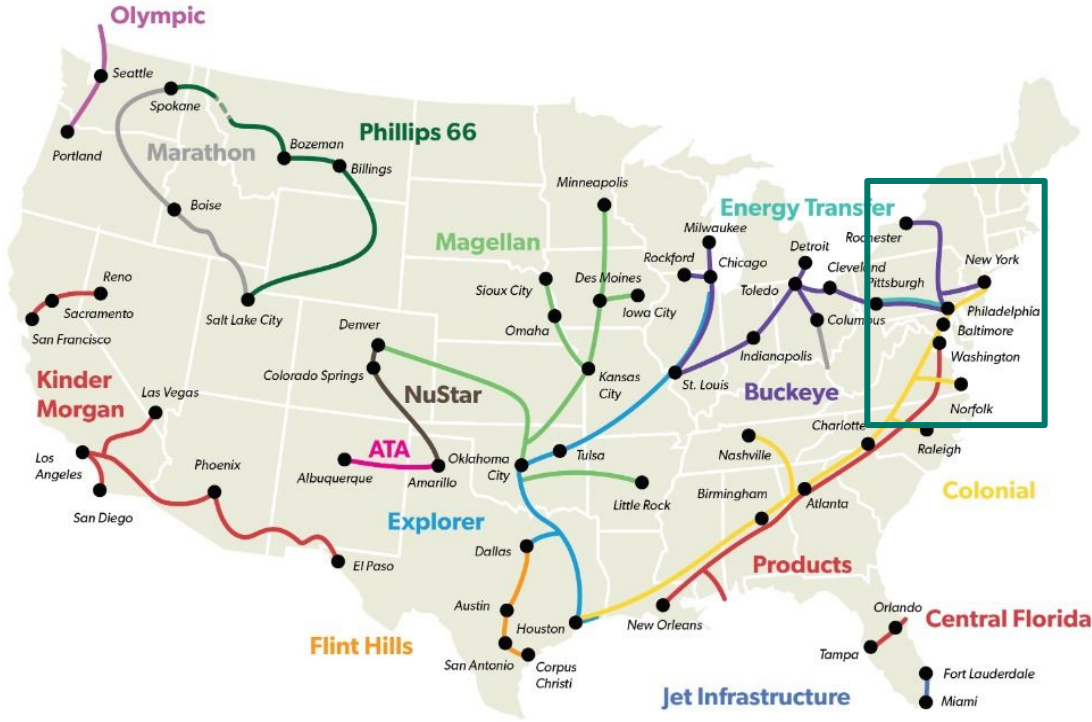 Olympic
Seattle
Spokane
Portland
Marathon
Phillips 66
Bozeman
Billings
Boise
Minneapolis
Energy Transfer
Milwaukee
Rochester
Magellan
Rockford
Chicago
Detroit
Cleveland
Pittsburgh
New York
Reno
Sacramento
San Francisco
Salt Lake City
Sioux City
Des Moines
Iowa City
Omaha
Toledo
Columbus
Philadelphia
Baltimore
Washington
Denver
Colorado Springs
Indianapolis
Kinder
Morgan
Las Vegas
NuStar
Kansas
City
St. Louis
Buckeye
Norfolk
Los
Angeles
Phoenix
ATA
Albuquerque
Amarillo
Oklahoma
City
Tulsa
Nashville
Charlotte
Raleigh
San Diego
Little Rock
Birmingham
Atlanta
Colonial
Explorer
Dallas
El Paso
Products
Austin
Houston
New Orleans
Orlando
Central Florida
Flint Hills
San Antonio
Corpus
Christi
Tampa
Jet Infrastructure
Fort Lauderdale
Miami